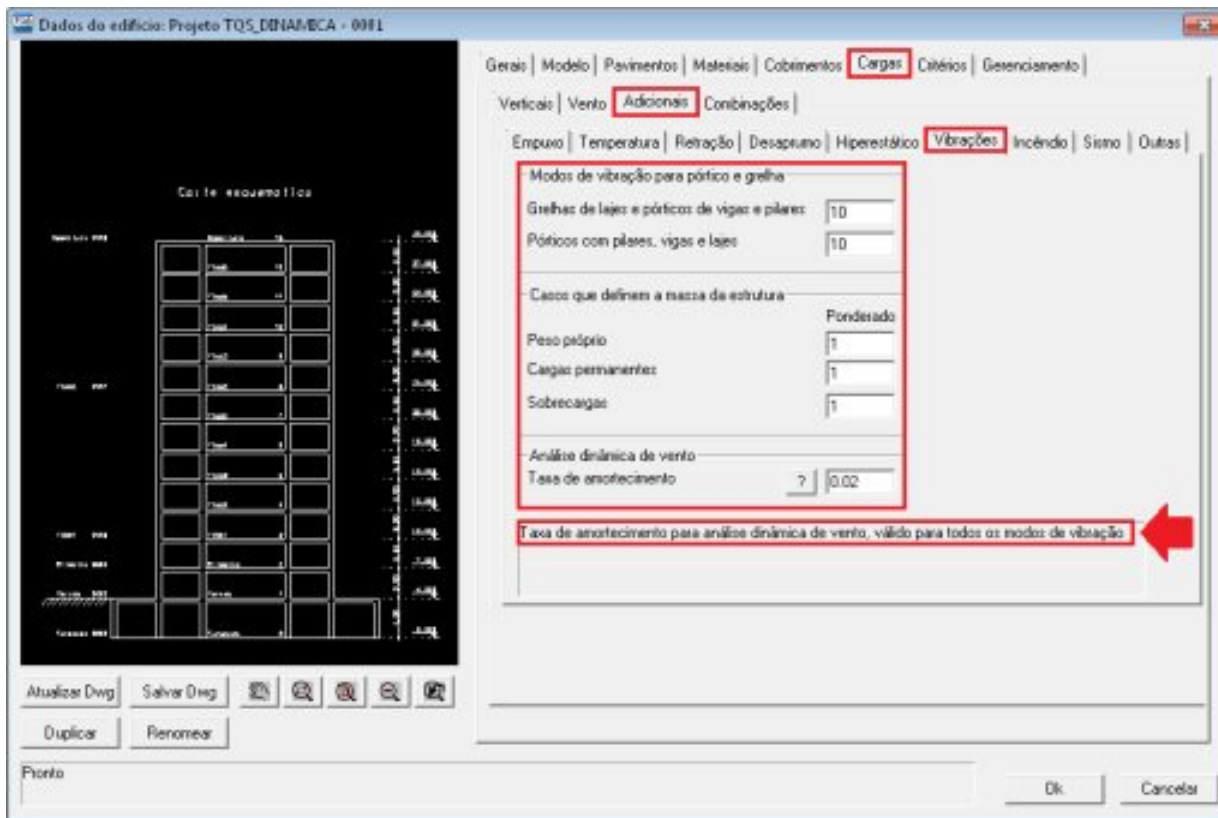 Dados do edifício: Projeto TQS_DINAMICA - 0001
Gerais | Modelo | Pavimentos | Materiais | Cobrimentos | Cargas | Critérios | Gerenciamento |
Verticais | Vento | Adicionais | Combinações |
Empuxo | Temperatura | Retração | Desaprumo | Hiperestático | Vibrações | Incêndio | Sismo | Outras |
Corte esquematico
Modos de vibração para pórtico e grelha
Grelhas de lajes e pórticos de vigas e pilares 10
Pórticos com pilares, vigas e lajes 10
Casos que definem a massa da estrutura
Ponderado
Peso próprio 1
Cargas permanentes 1
Sobrecargas 1
Análise dinâmica de vento
Taxa de amortecimento ? 0.02
Taxa de amortecimento para análise dinâmica de vento, válido para todos os modos de vibração
Atualizar Dwg Salvar Dwg
Duplicar Renomear
Pronto
Ok Cancelar